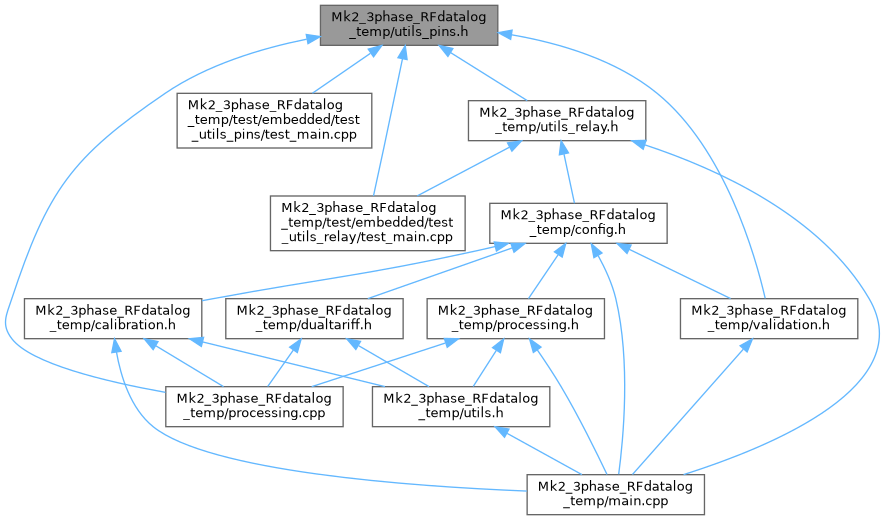 Mk2_3phase_RFdatalog
_temp/utils_pins.h
Mk2_3phase_RFdatalog
_temp/test/embedded/test
_utils_pins/test_main.cpp
Mk2_3phase_RFdatalog
_temp/utils_relay.h
Mk2_3phase_RFdatalog
_temp/test/embedded/test
_utils_relay/test_main.cpp
Mk2_3phase_RFdatalog
_temp/config.h
Mk2_3phase_RFdatalog
_temp/calibration.h
Mk2_3phase_RFdatalog
_temp/dualtariff.h
Mk2_3phase_RFdatalog
_temp/processing.h
Mk2_3phase_RFdatalog
_temp/validation.h
Mk2_3phase_RFdatalog
_temp/processing.cpp
Mk2_3phase_RFdatalog
_temp/utils.h
Mk2_3phase_RFdatalog
_temp/main.cpp